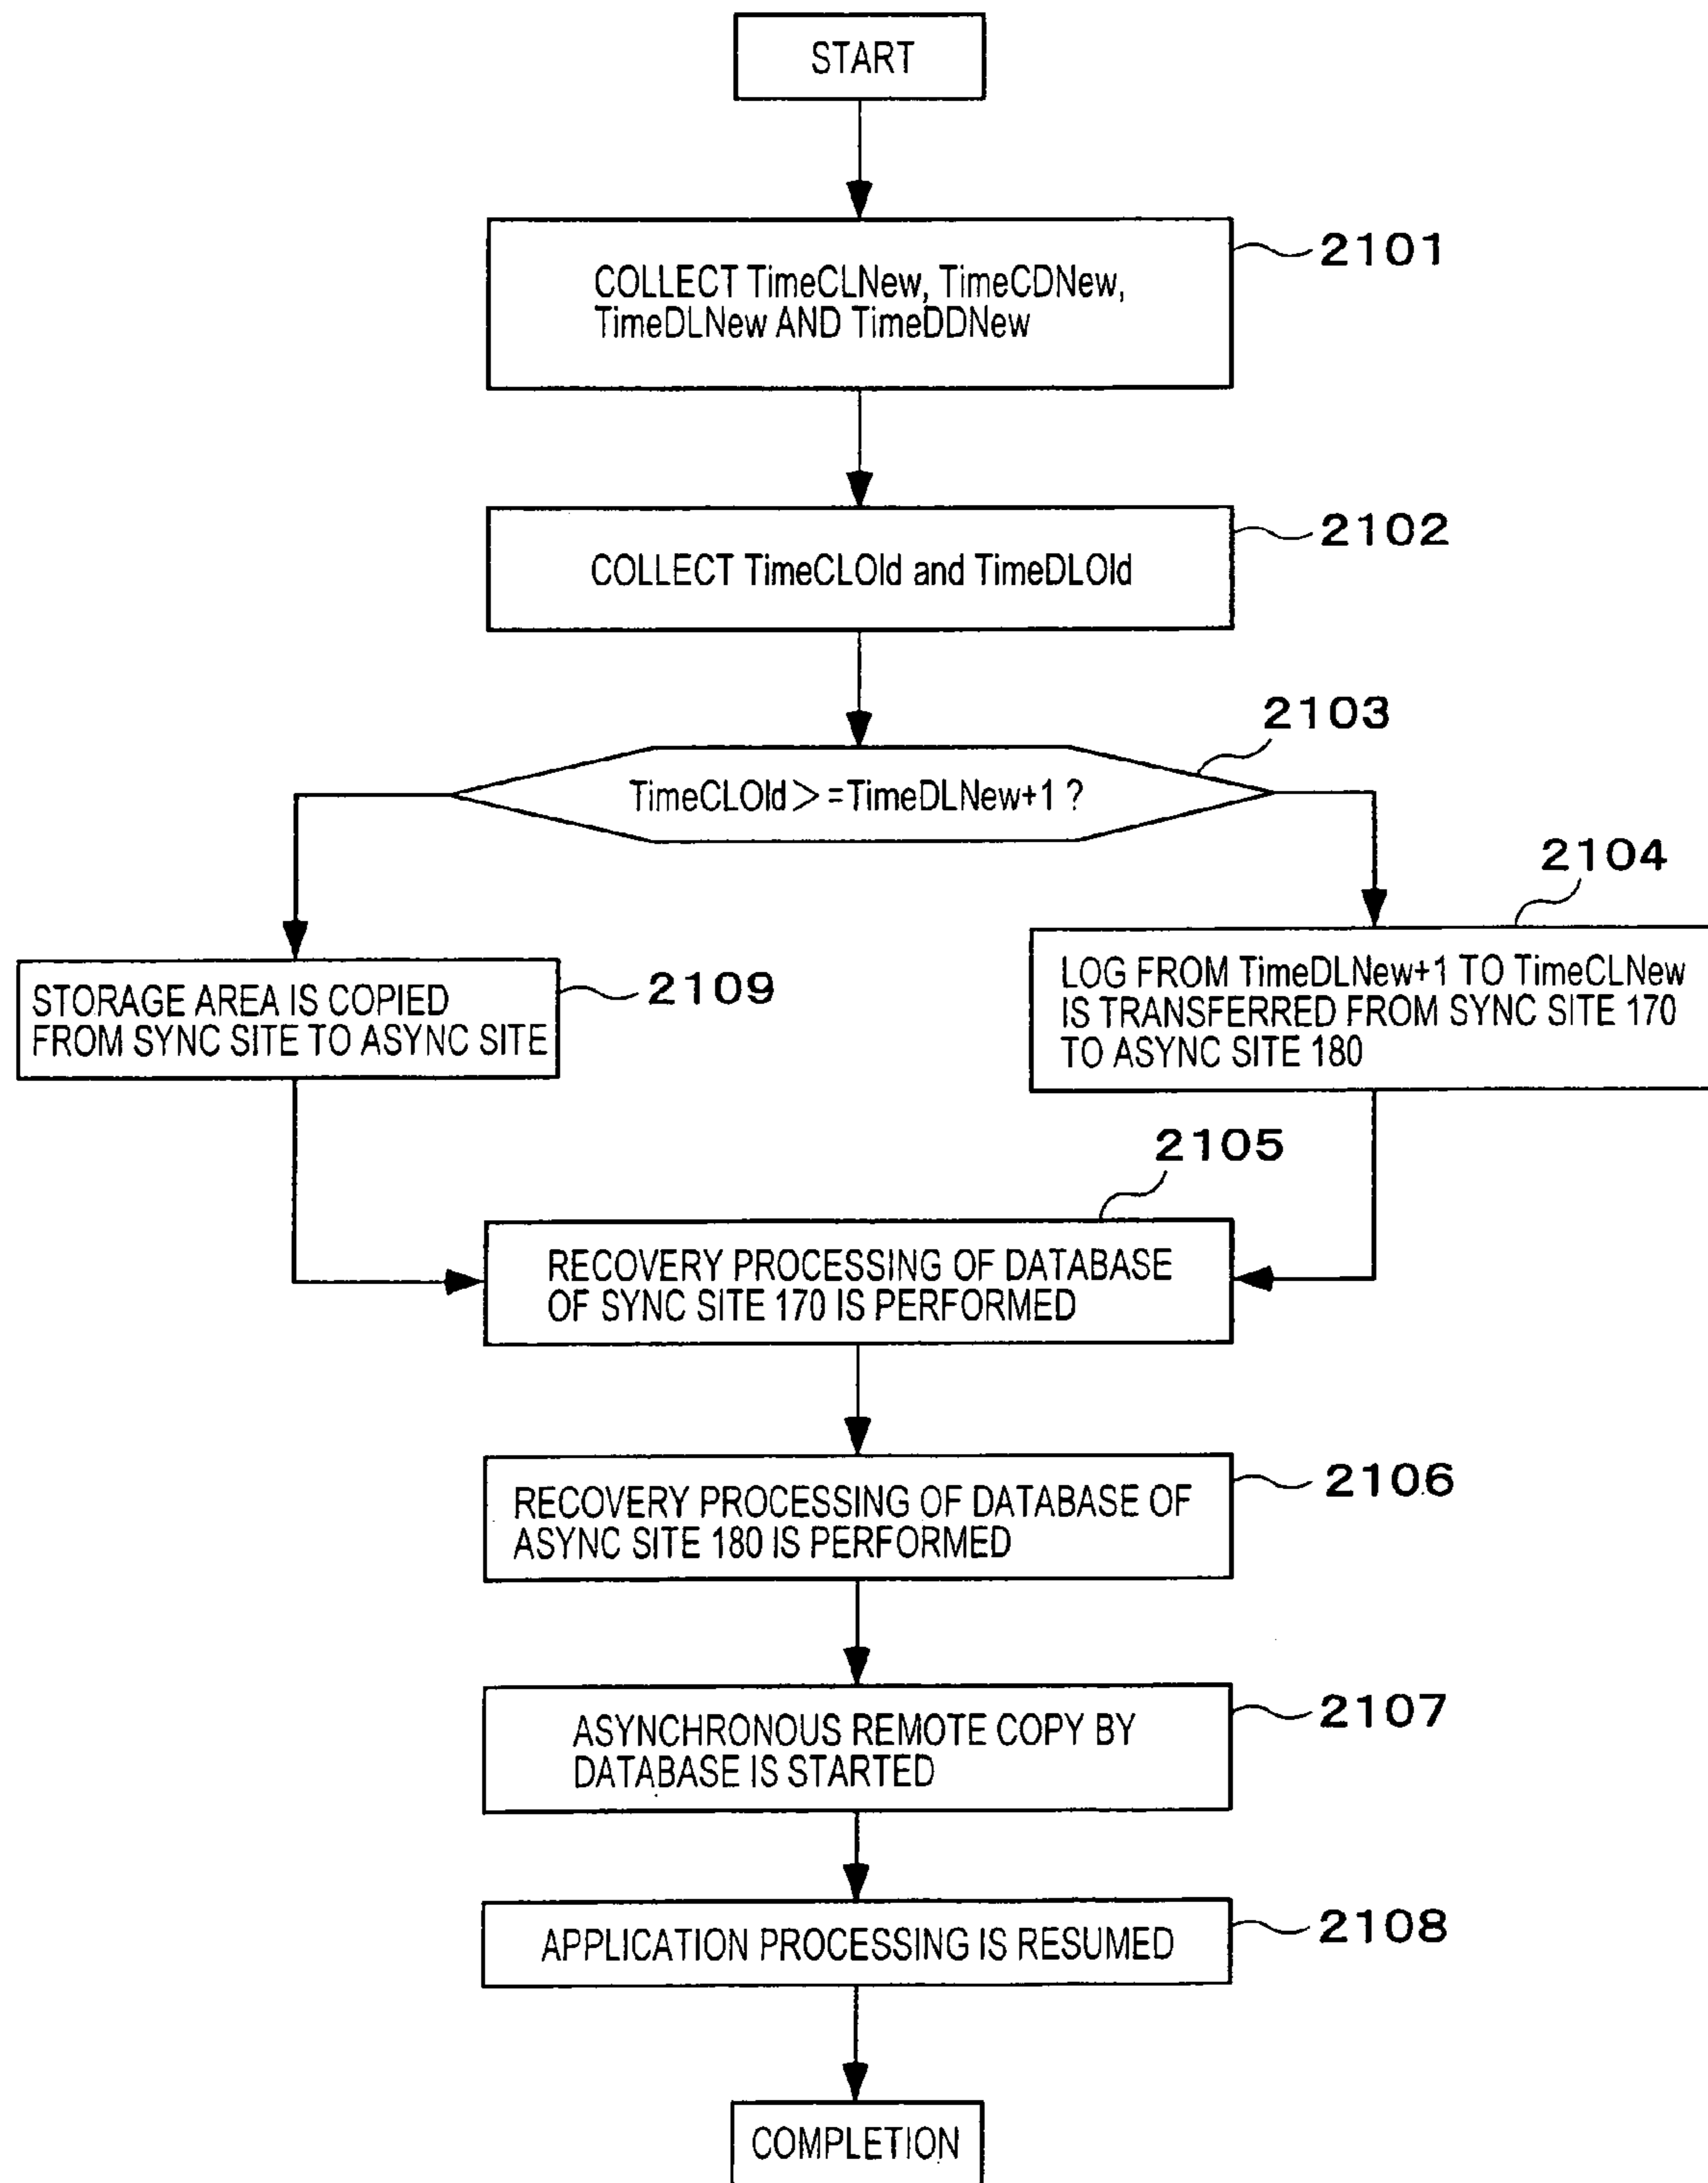 START
2101
COLLECT TimeCLNew, TimeCDNew,
TimeDLNew AND TimeDDNew
2102
COLLECT TimeCLOld and TimeDLOld
2103
TimeCLOld > =TimeDLNew+1 ?
2104
LOG FROM TimeDLNew+1 TO TimeCLNew
IS TRANSFERRED FROM SYNC SITE 170
TO ASYNC SITE 180
2109
STORAGE AREA IS COPIED
FROM SYNC SITE TO ASYNC SITE
2105
RECOVERY PROCESSING OF DATABASE
OF SYNC SITE 170 IS PERFORMED
2106
RECOVERY PROCESSING OF DATABASE OF
ASYNC SITE 180 IS PERFORMED
2107
ASYNCHRONOUS REMOTE COPY BY
DATABASE IS STARTED
2108
APPLICATION PROCESSING IS RESUMED
COMPLETION